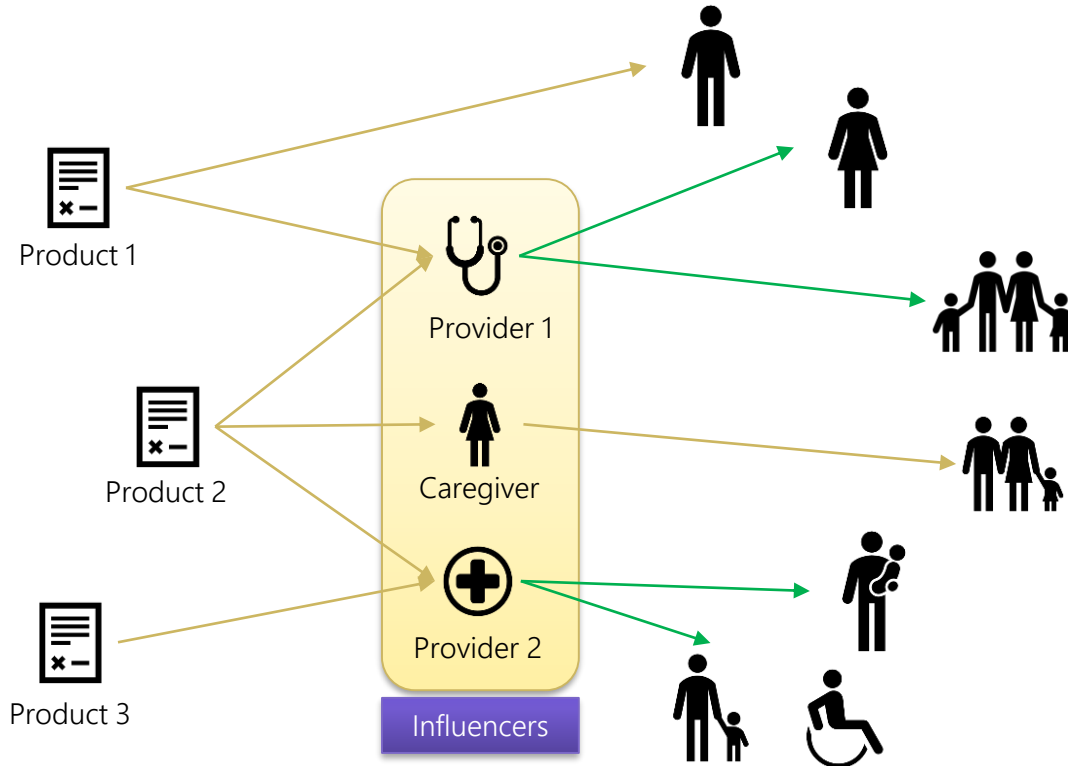 Product 1
Provider 1
Product 2
Caregiver
Provider 2
Product 3
Influencers